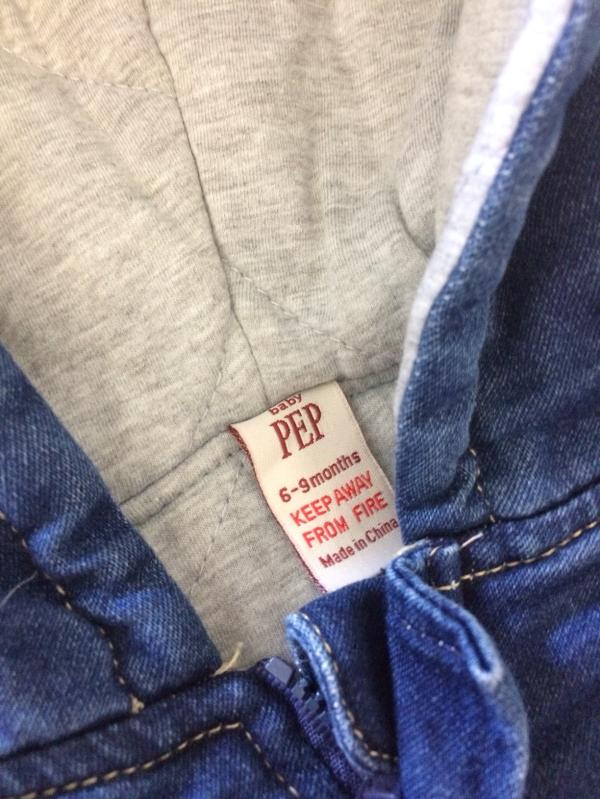 baby
PEP
6-9months
KEEP AWAY
FROM FIRE
Made in China